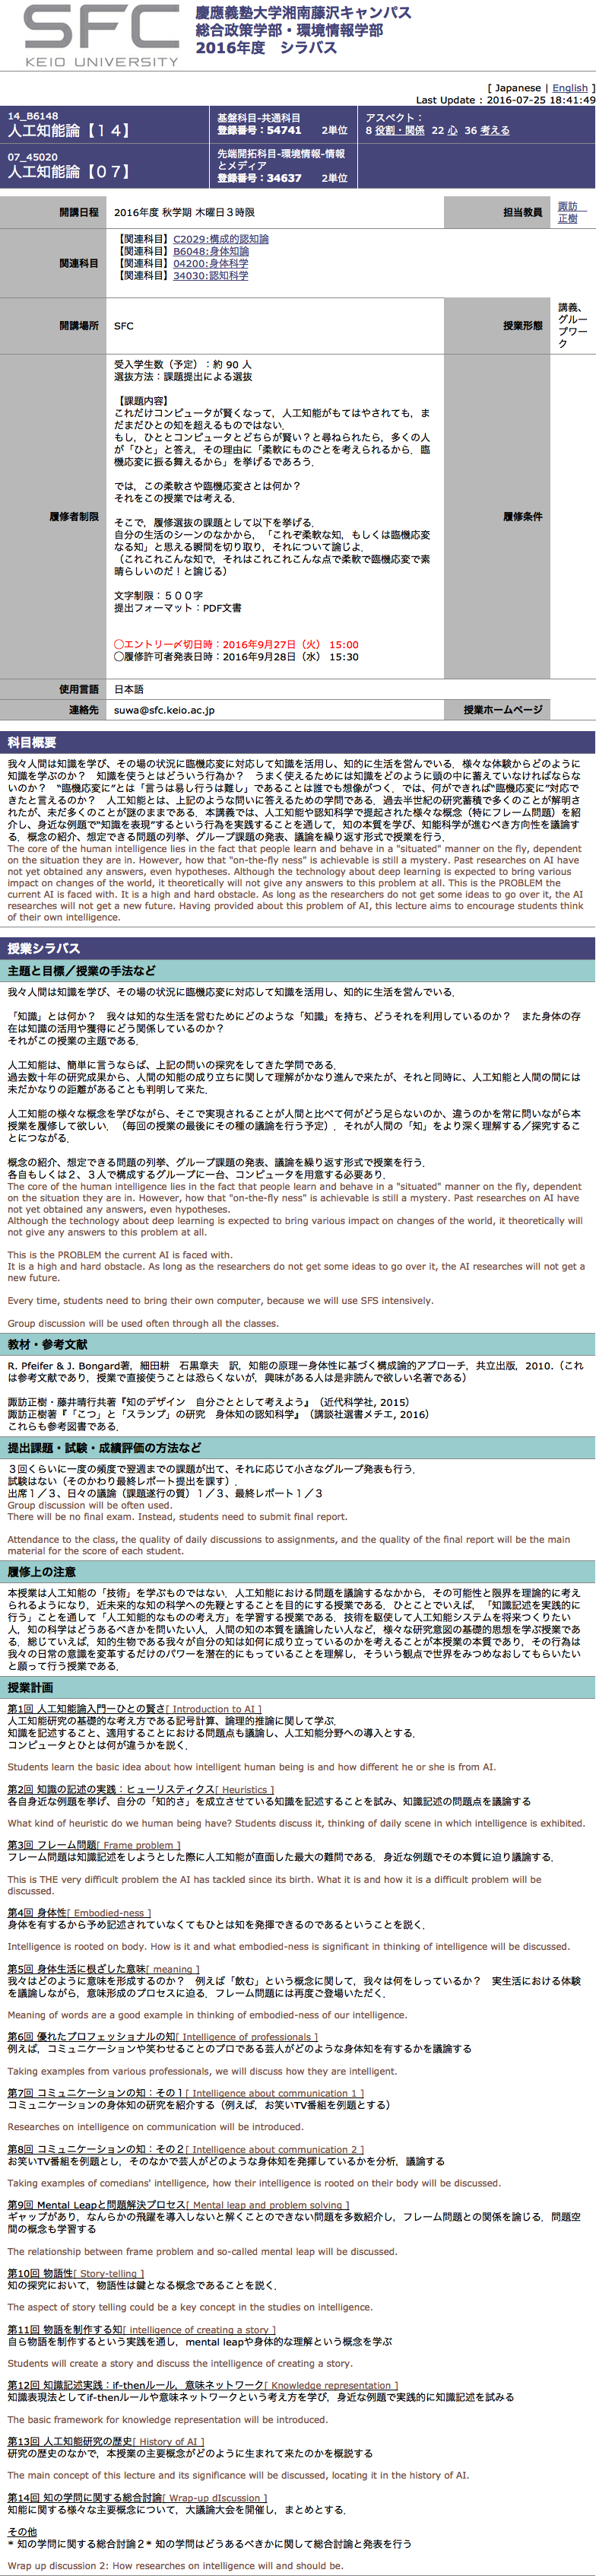 SFC
KEIO UNIVERSITY
慶應義塾大学湘南藤沢キャンパス
総合政策学部・環境情報学部
2016年度　シラバス
[ Japanese | English ]
Last Update : 2016-07-25 18:41:49
14_B6148
人工知能論【１４】
基盤科目-共通科目
登録番号：54741　2単位
アスペクト：
8 役割・関係　22 心　36 考える
07_45020
人工知能論【０７】
先端開拓科目-環境情報-情報
とメディア
登録番号：34637　2単位
開講日程
2016年度 秋学期 木曜日３時限
担当教員
諏訪　
正樹
関連科目
【関連科目】C2029:構成的認知論
【関連科目】B6048:身体知論
【関連科目】04200:身体科学
【関連科目】34030:認知科学
開講場所
SFC
授業形態
講義、
グルー
プワー
ク
履修者制限
受入学生数（予定）：約 90 人
選抜方法：課題提出による選抜
【課題内容】
これだけコンピュータが賢くなって，人工知能がもてはやされても，ま
だまだひとの知を超えるものではない．
もし，ひととコンピュータとどちらが賢い？と尋ねられたら，多くの人
が「ひと」と答え，その理由に「柔軟にものごとを考えられるから．臨
機応変に振る舞えるから」を挙げるであろう．
では，この柔軟さや臨機応変さとは何か？
それをこの授業では考える．
そこで，履修選抜の課題として以下を挙げる．
自分の生活のシーンのなかから，「これぞ柔軟な知，もしくは臨機応変
なる知」と思える瞬間を切り取り，それについて論じよ．
（これこれこんな知で，それはこれこれこんな点で柔軟で臨機応変で素
晴らしいのだ！と論じる）
文字制限：５００字
提出フォーマット：PDF文書
◯エントリー〆切日時：2016年9月27日（火） 15:00
◯履修許可者発表日時：2016年9月28日（水） 15:30
履修条件
使用言語
日本語
連絡先
suwa@sfc.keio.ac.jp
授業ホームページ
科目概要
我々人間は知識を学び、その場の状況に臨機応変に対応して知識を活用し、知的に生活を営んでいる．様々な体験からどのように
知識を学ぶのか？　知識を使うとはどういう行為か？　うまく使えるためには知識をどのように頭の中に蓄えていなければならな
いのか？　“臨機応変に”とは「言うは易し行うは難し」であることは誰でも想像がつく．では、何ができれば“臨機応変に”対応で
きたと言えるのか？　人工知能とは、上記のような問いに答えるための学問である．過去半世紀の研究蓄積で多くのことが解明さ
れたが、未だ多くのことが謎のままである．本講義では、人工知能や認知科学で提起された様々な概念（特にフレーム問題）を紹
介し、身近な例題で“知識を表現”するという行為を実践することを通して，知の本質を学び、知能科学が進むべき方向性を議論す
る．概念の紹介、想定できる問題の列挙、グループ課題の発表、議論を繰り返す形式で授業を行う．
The core of the human intelligence lies in the fact that people learn and behave in a "situated" manner on the fly, dependent
on the situation they are in. However, how that "on-the-fly ness" is achievable is still a mystery. Past researches on AI have
not yet obtained any answers, even hypotheses. Although the technology about deep learning is expected to bring various
impact on changes of the world, it theoretically will not give any answers to this problem at all. This is the PROBLEM the
current AI is faced with. It is a high and hard obstacle. As long as the researchers do not get some ideas to go over it, the AI
researches will not get a new future. Having provided about this problem of AI, this lecture aims to encourage students think
of their own intelligence.
授業シラバス
主題と目標／授業の手法など
我々人間は知識を学び、その場の状況に臨機応変に対応して知識を活用し、知的に生活を営んでいる．
「知識」とは何か？　我々は知的な生活を営むためにどのような「知識」を持ち、どうそれを利用しているのか？　また身体の存
在は知識の活用や獲得にどう関係しているのか？
それがこの授業の主題である．
人工知能は、簡単に言うならば、上記の問いの探究をしてきた学問である．
過去数十年の研究成果から、人間の知能の成り立ちに関して理解がかなり進んで来たが、それと同時に、人工知能と人間の間には
未だかなりの距離があることも判明して来た．
人工知能の様々な概念を学びながら、そこで実現されることが人間と比べて何がどう足らないのか、違うのかを常に問いながら本
授業を履修して欲しい．（毎回の授業の最後にその種の議論を行う予定）．それが人間の「知」をより深く理解する／探究するこ
とにつながる．
概念の紹介、想定できる問題の列挙、グループ課題の発表、議論を繰り返す形式で授業を行う．
各自もしくは２、３人で構成するグループに一台、コンピュータを用意する必要あり．
The core of the human intelligence lies in the fact that people learn and behave in a "situated" manner on the fly, dependent
on the situation they are in. However, how that "on-the-fly ness" is achievable is still a mystery. Past researches on AI have
not yet obtained any answers, even hypotheses.
Although the technology about deep learning is expected to bring various impact on changes of the world, it theoretically will
not give any answers to this problem at all.
This is the PROBLEM the current AI is faced with.
It is a high and hard obstacle. As long as the researchers do not get some ideas to go over it, the AI researches will not get a
new future.
Every time, students need to bring their own computer, because we will use SFS intensively.
Group discussion will be used often through all the classes.
教材・参考文献
R. Pfeifer & J. Bongard著，細田耕　石黒章夫　訳，知能の原理ー身体性に基づく構成論的アプローチ，共立出版，2010．（これ
は参考文献であり，授業で直接使うことは恐らくないが，興味がある人は是非読んで欲しい名著である）
諏訪正樹・藤井晴行共著『知のデザイン　自分ごととして考えよう』（近代科学社, 2015）
諏訪正樹著『「こつ」と「スランプ」の研究　身体知の認知科学』（講談社選書メチエ, 2016）
これらも参考図書である．
提出課題・試験・成績評価の方法など
３回くらいに一度の頻度で翌週までの課題が出て、それに応じて小さなグループ発表も行う．
試験はない（そのかわり最終レポート提出を課す）．
出席１／３、日々の議論（課題遂行の質）１／３、最終レポート１／３
Group discussion will be often used.
There will be no final exam. Instead, students need to submit final report.
Attendance to the class, the quality of daily discussions to assignments, and the quality of the final report will be the main
material for the score of each student.
履修上の注意
本授業は人工知能の「技術」を学ぶものではない．人工知能における問題を議論するなかから，その可能性と限界を理論的に考え
られるようになり，近未来的な知の科学への先鞭とすることを目的にする授業である．ひとことでいえば，「知識記述を実践的に
行う」ことを通して「人工知能的なものの考え方」を学習する授業である．技術を駆使して人工知能システムを将来つくりたい
人，知の科学はどうあるべきかを問いたい人，人間の知の本質を議論したい人など，様々な研究意図の基礎的思想を学ぶ授業であ
る．総じていえば，知的生物である我々が自分の知は如何に成り立っているのかを考えることが本授業の本質であり，その行為は
我々の日常の意識を変革するだけのパワーを潜在的にもっていることを理解し，そういう観点で世界をみつめなおしてもらいたい
と願って行う授業である．
授業計画
第1回 人工知能論入門ーひとの賢さ[ Introduction to AI ]
人工知能研究の基礎的な考え方である記号計算、論理的推論に関して学ぶ．
知識を記述すること、適用することにおける問題点も議論し、人工知能分野への導入とする．
コンピュータとひとは何が違うかを説く．
Students learn the basic idea about how intelligent human being is and how different he or she is from AI.
第2回 知識の記述の実践：ヒューリスティクス[ Heuristics ]
各自身近な例題を挙げ、自分の「知的さ」を成立させている知識を記述することを試み、知識記述の問題点を議論する
What kind of heuristic do we human being have? Students discuss it, thinking of daily scene in which intelligence is exhibited.
第3回 フレーム問題[ Frame problem ]
フレーム問題は知識記述をしようとした際に人工知能が直面した最大の難問である．身近な例題でその本質に迫り議論する．
This is THE very difficult problem the AI has tackled since its birth. What it is and how it is a difficult problem will be
discussed.
第4回 身体性[ Embodied-ness ]
身体を有するから予め記述されていなくてもひとは知を発揮できるのであるということを説く．
Intelligence is rooted on body. How is it and what embodied-ness is significant in thinking of intelligence will be discussed.
第5回 身体生活に根ざした意味[ meaning ]
我々はどのように意味を形成するのか？　例えば「飲む」という概念に関して，我々は何をしっているか？　実生活における体験
を議論しながら，意味形成のプロセスに迫る．フレーム問題には再度ご登場いただく．
Meaning of words are a good example in thinking of embodied-ness of our intelligence.
第6回 優れたプロフェッショナルの知[ Intelligence of professionals ]
例えば，コミュニケーションや笑わせることのプロである芸人がどのような身体知を有するかを議論する
Taking examples from various professionals, we will discuss how they are intelligent.
第7回 コミュニケーションの知：その１[ Intelligence about communication 1 ]
コミュニケーションの身体知の研究を紹介する（例えば，お笑いTV番組を例題とする）
Researches on intelligence on communication will be introduced.
第8回 コミュニケーションの知：その２[ Intelligence about communication 2 ]
お笑いTV番組を例題とし，そのなかで芸人がどのような身体知を発揮しているかを分析，議論する
Taking examples of comedians' intelligence, how their intelligence is rooted on their body will be discussed.
第9回 Mental Leapと問題解決プロセス[ Mental leap and problem solving ]
ギャップがあり，なんらかの飛躍を導入しないと解くことのできない問題を多数紹介し，フレーム問題との関係を論じる．問題空
間の概念も学習する
The relationship between frame problem and so-called mental leap will be discussed.
第10回 物語性[ Story-telling ]
知の探究において，物語性は鍵となる概念であることを説く．
The aspect of story telling could be a key concept in the studies on intelligence.
第11回 物語を制作する知[ intelligence of creating a story ]
自ら物語を制作するという実践を通し，mental leapや身体的な理解という概念を学ぶ
Students will create a story and discuss the intelligence of creating a story.
第12回 知識記述実践：if-thenルール，意味ネットワーク[ Knowledge representation ]
知識表現法としてif-thenルールや意味ネットワークという考え方を学び，身近な例題で実践的に知識記述を試みる
The basic framework for knowledge representation will be introduced.
第13回 人工知能研究の歴史[ History of AI ]
研究の歴史のなかで，本授業の主要概念がどのように生まれて来たのかを概説する
The main concept of this lecture and its significance will be discussed, locating it in the history of AI.
第14回 知の学問に関する総合討論[ Wrap-up dIscussion ]
知能に関する様々な主要概念について，大議論大会を開催し，まとめとする．
その他
* 知の学問に関する総合討論２* 知の学問はどうあるべきかに関して総合討論と発表を行う
Wrap up discussion 2: How researches on intelligence will and should be.